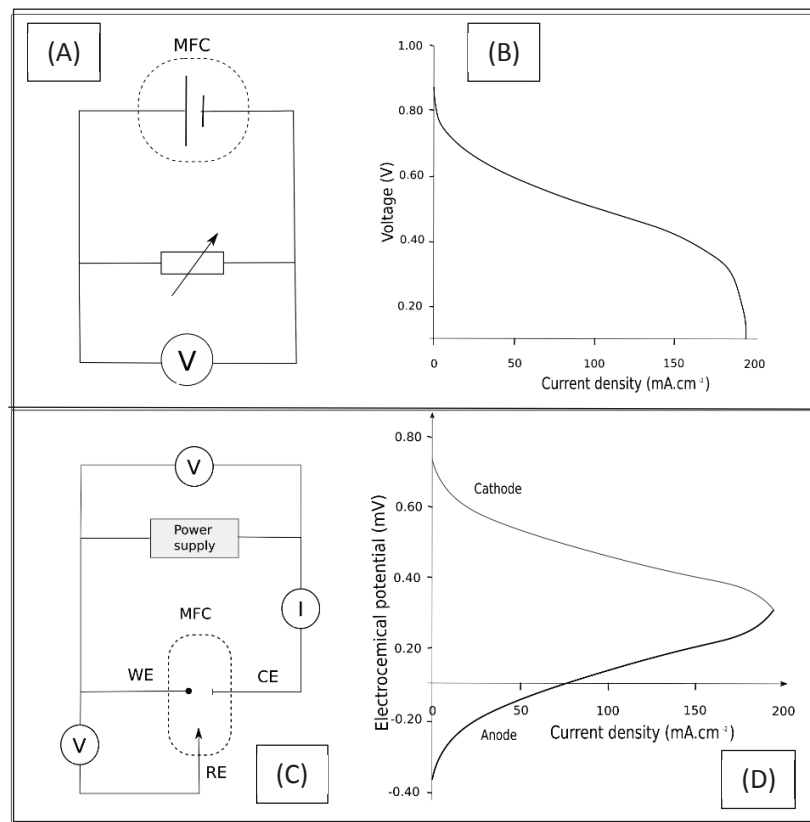 (A)
MFC
V
(B)
Voltage (V)
1.00
0.80
0.60
0.40
0.20
0 50 100 150 200
Current density (mA.cm⁻²)
(C)
V
Power
supply
I
MFC
WE
CE
V
RE
(D)
Electrocemical potential (mV)
0.80
0.60
0.40
0.20
-0.20
-0.40
Cathode
Anode
50 100 150 200
Current density (mA.cm⁻²)